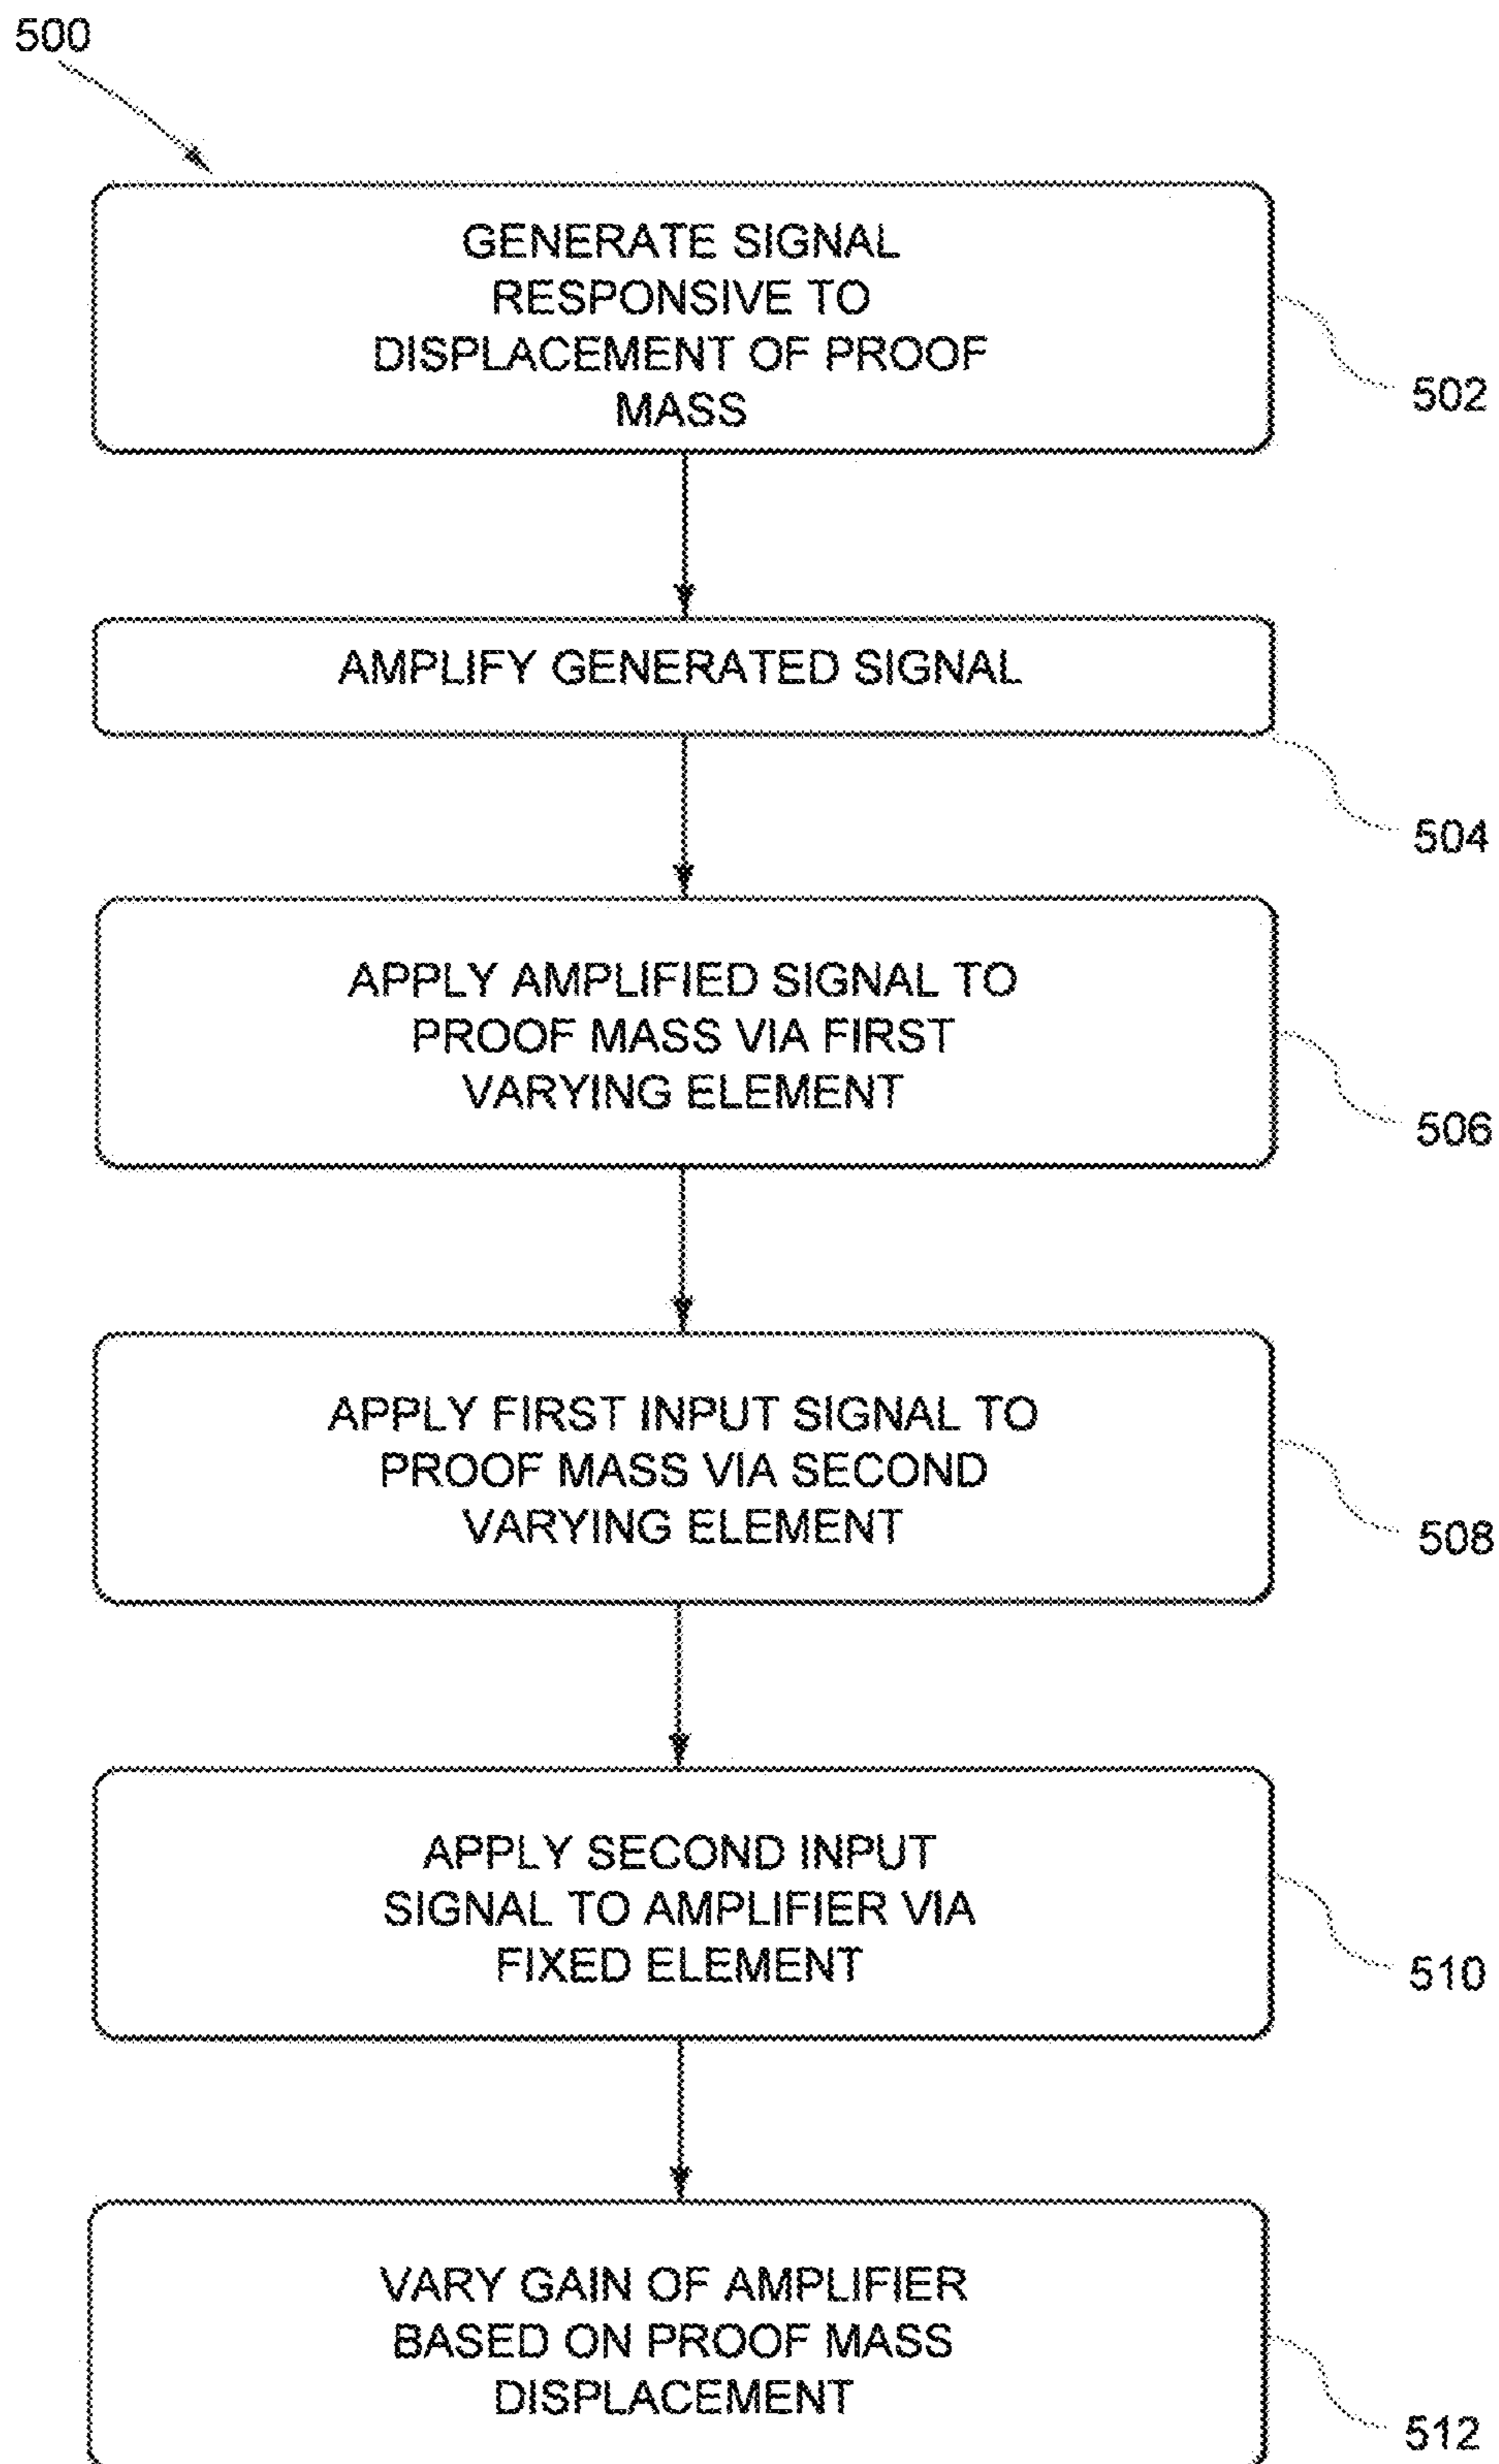 500
GENERATE SIGNAL
RESPONSIVE TO
DISPLACEMENT OF PROOF
MASS
502
AMPLIFY GENERATED SIGNAL
504
APPLY AMPLIFIED SIGNAL TO
PROOF MASS VIA FIRST
VARYING ELEMENT
506
APPLY FIRST INPUT SIGNAL TO
PROOF MASS VIA SECOND
VARYING ELEMENT
508
APPLY SECOND INPUT
SIGNAL TO AMPLIFIER VIA
FIXED ELEMENT
510
VARY GAIN OF AMPLIFIER
BASED ON PROOF MASS
DISPLACEMENT
512